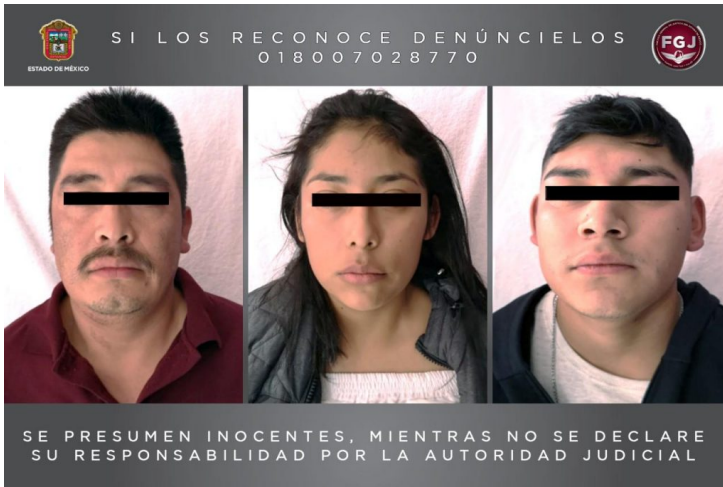 SI LOS RECONOCE DENÚNCIELOS
018007028770
ESTADO DE MÉXICO
FGJ
SE PRESUMEN INOCENTES, MIENTRAS NO SE DECLARE
SU RESPONSABILIDAD POR LA AUTORIDAD JUDICIAL